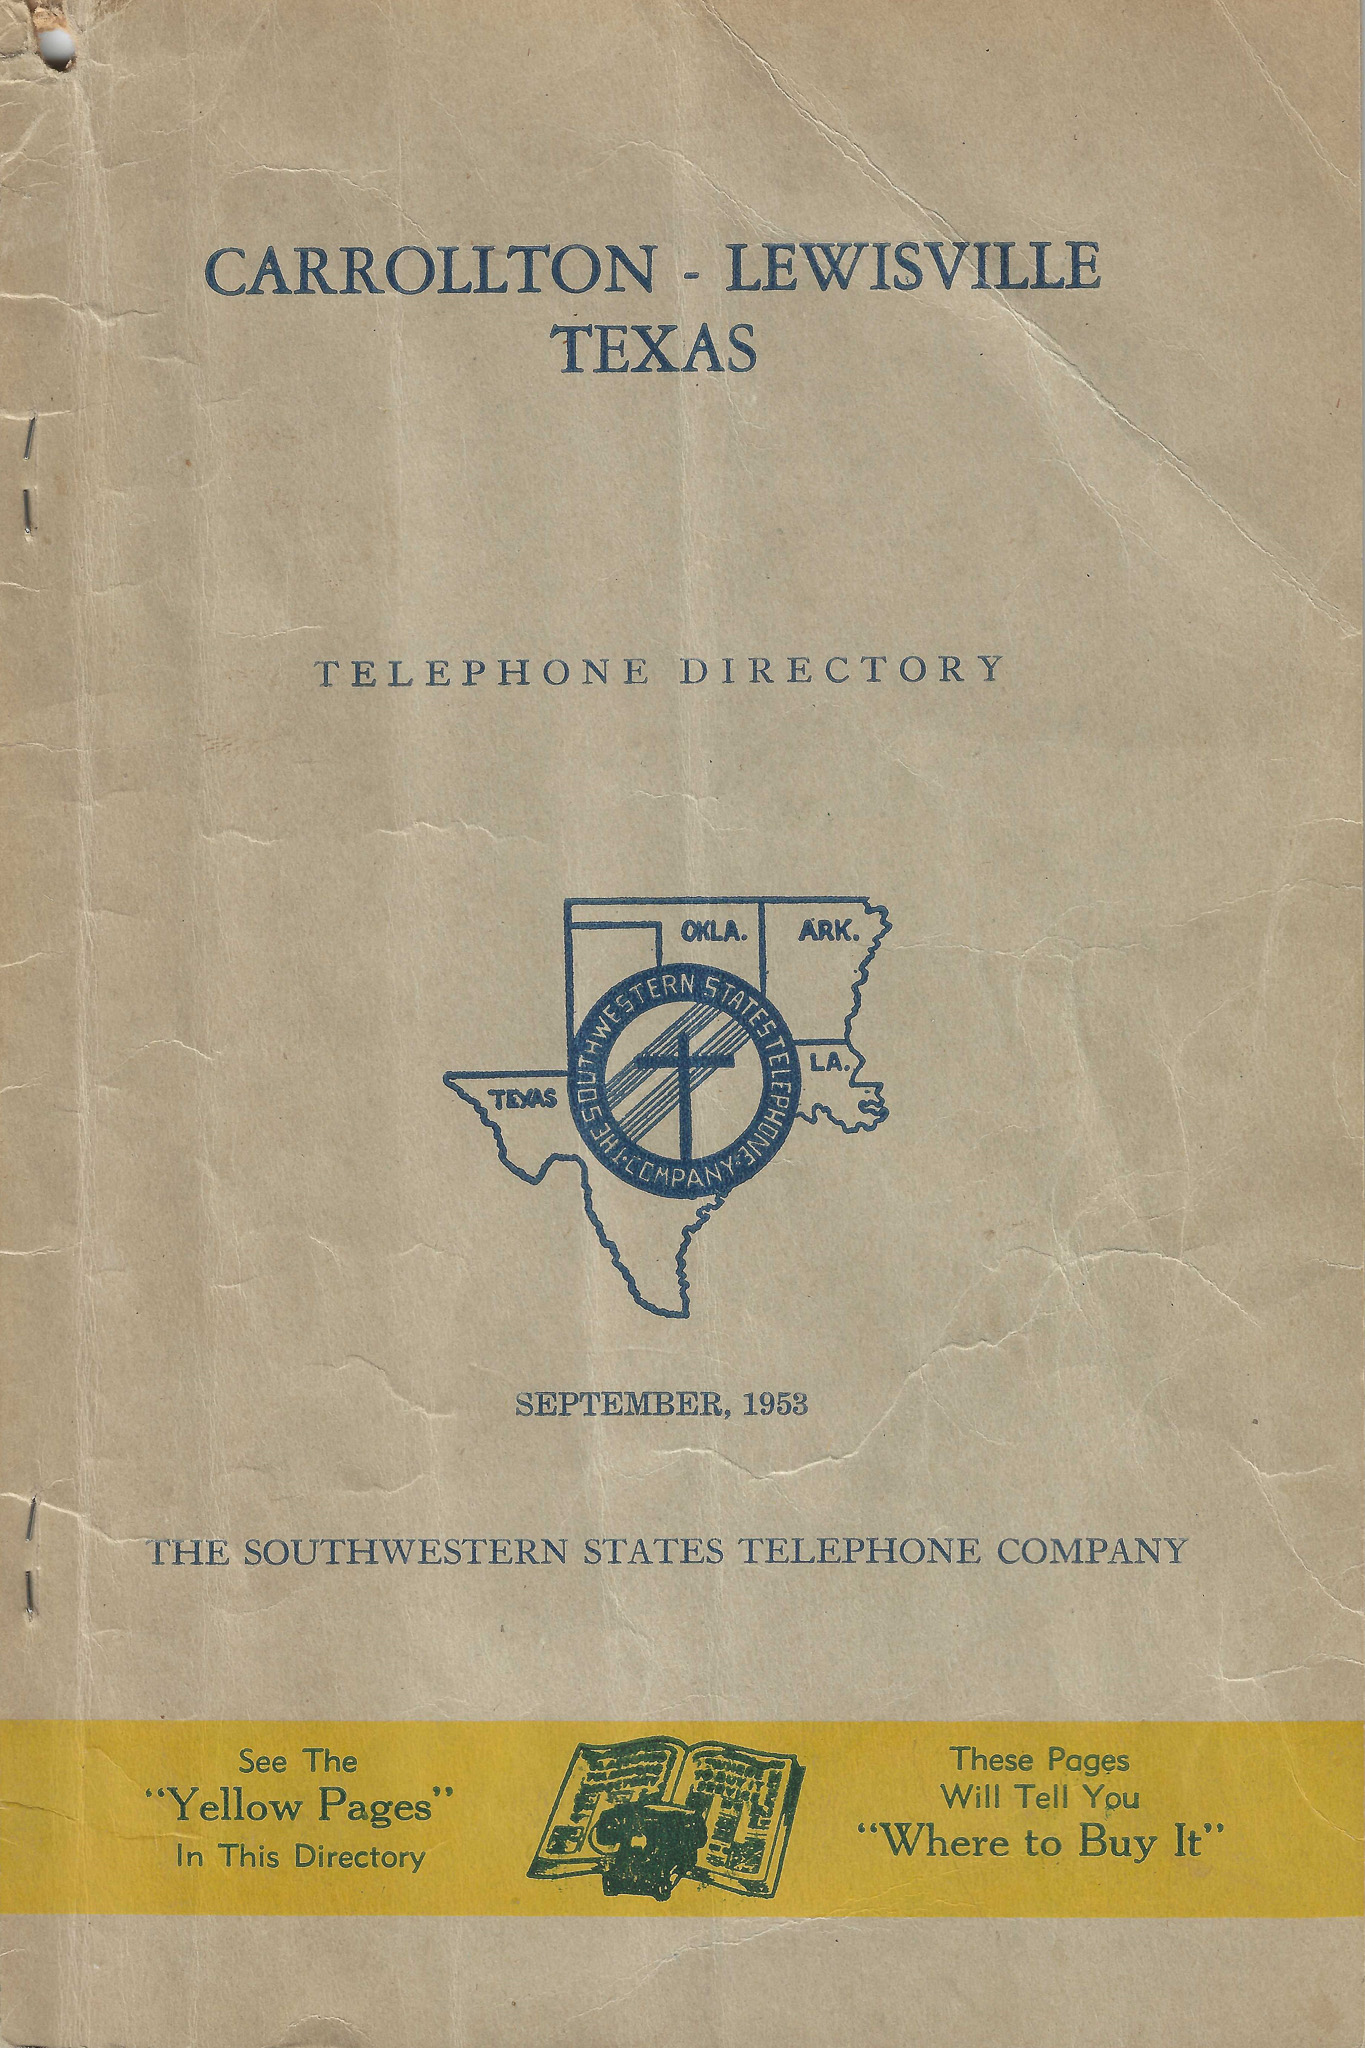 CARROLLTON - LEWISVILLE
TEXAS
TELEPHONE DIRECTORY
OKLA.
ARK.
LA.
TEXAS
THE SOUTHWESTERN STATES TELEPHONE COMPANY
SEPTEMBER, 1953
THE SOUTHWESTERN STATES TELEPHONE COMPANY
See The
“Yellow Pages”
In This Directory
These Pages
Will Tell You
“Where to Buy It”